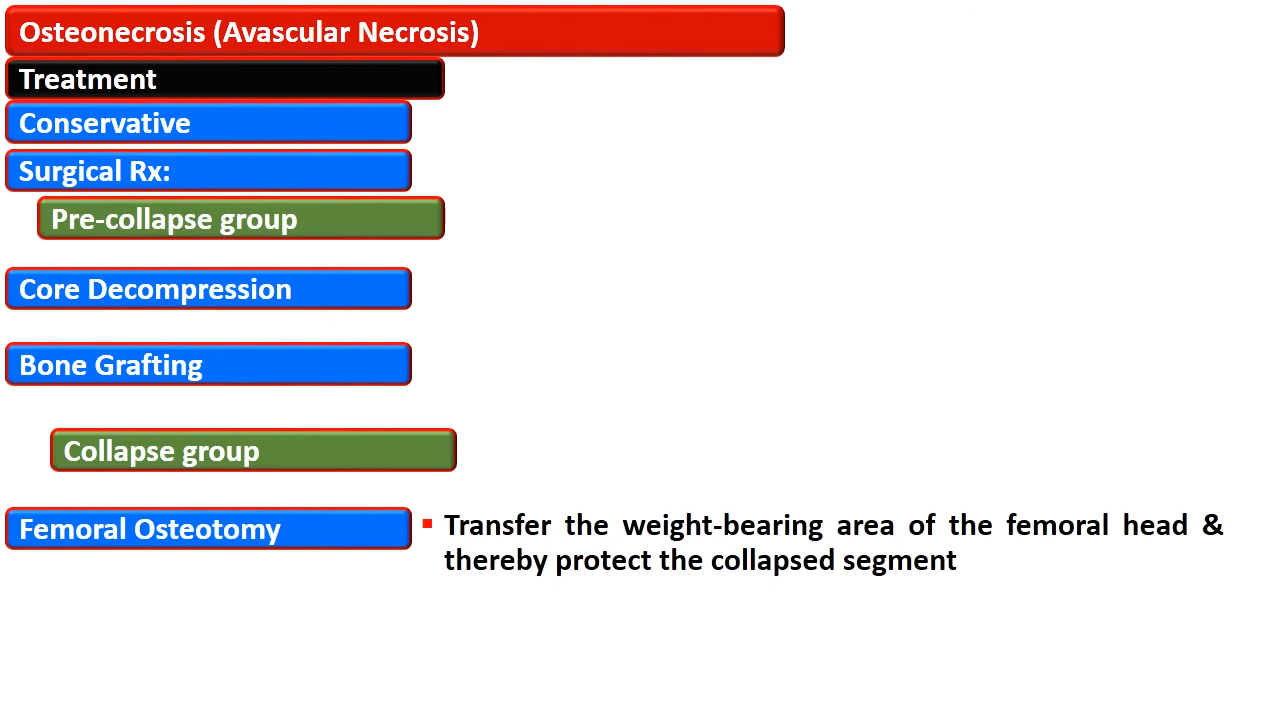 Osteonecrosis (Avascular Necrosis)
Treatment
Conservative
Surgical Rx:
Pre-collapse group
Core Decompression
Bone Grafting
Collapse group
Femoral Osteotomy
Transfer the weight-bearing area of the femoral head &
thereby protect the collapsed segment